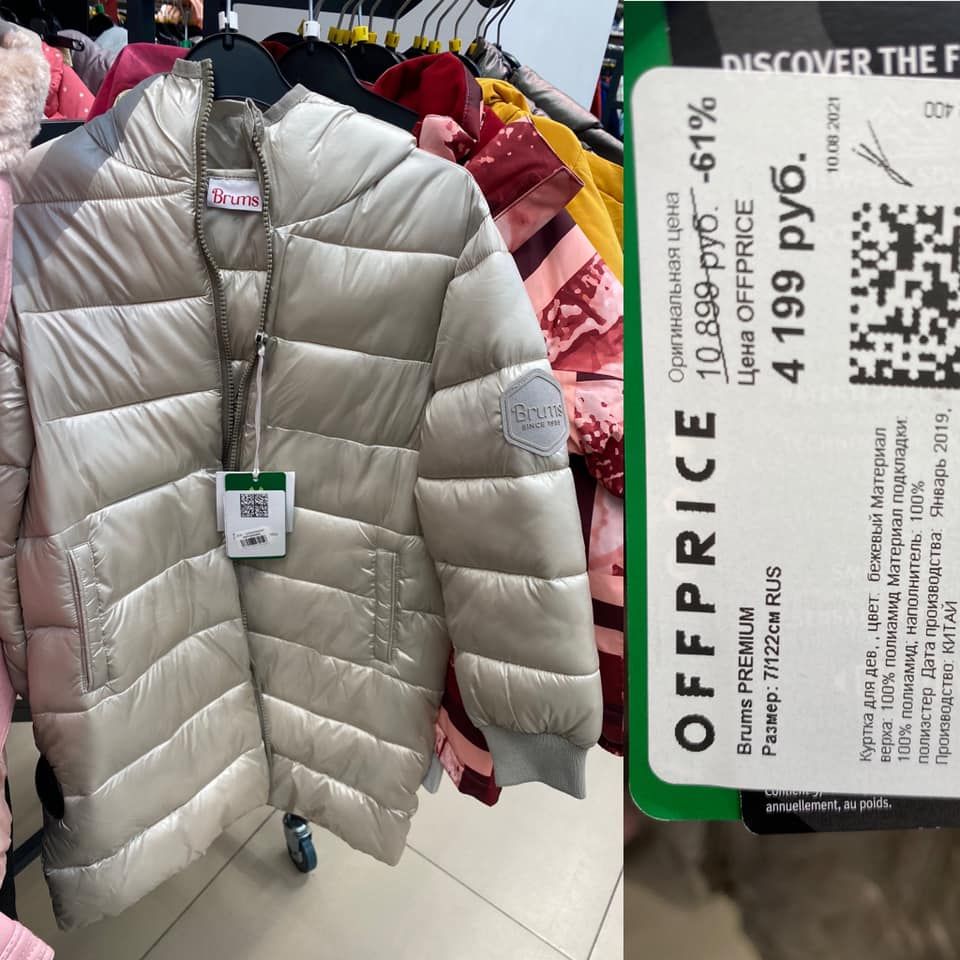 Brums
Brums
SINCE 1951
DISCOVER THE F
OFFPRICE
Brums PREMIUM
Размер: 7/122см RUS
Оригинальная цена
10 899 руб. -61%
Цена OFFPRICE
4 199 руб.
10.08.2021
400
Куртка для дев, , цвет: бежевый Материал
верха: 100% полиамид Материал подкладки:
100% полиамид; наполнитель: 100%
полиэстер Дата производства: Январь 2019,
Производство: КИТАЙ
annuellement, au poids.